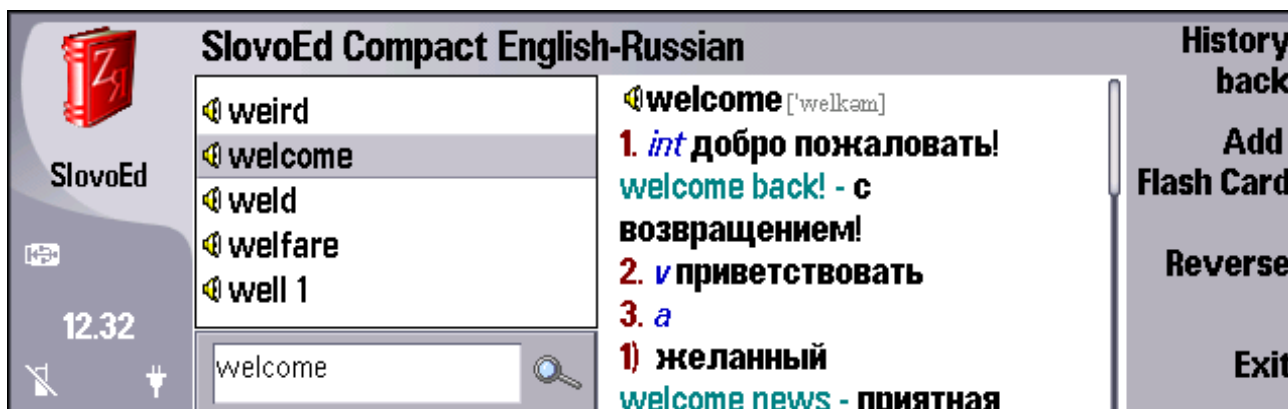 SlovoEd Compact English-Russian
SlovoEd
12.32
weird
welcome
weld
welfare
well 1
welcome
welcome ['welkəm]
1. int добро пожаловать!
welcome back! - с
возвращением!
2. v приветствовать
3. a
1) желанный
welcome news - приятная
History
back
Add
Flash Card
Reverse
Exit